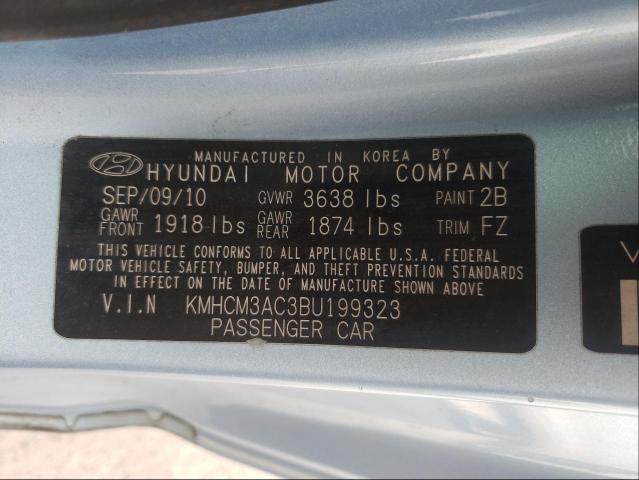 MANUFACTURED IN KOREA BY
HYUNDAI MOTOR COMPANY
SEP/09/10 GVWR 3638 lbs PAINT 2B
GAWR FRONT 1918 lbs GAWR REAR 1874 lbs TRIM FZ
THIS VEHICLE CONFORMS TO ALL APPLICABLE U.S.A. FEDERAL
MOTOR VEHICLE SAFETY, BUMPER, AND THEFT PREVENTION STANDARDS
IN EFFECT ON THE DATE OF MANUFACTURE SHOWN ABOVE
V.I.N KMHCM3AC3BU199323
PASSENGER CAR
V